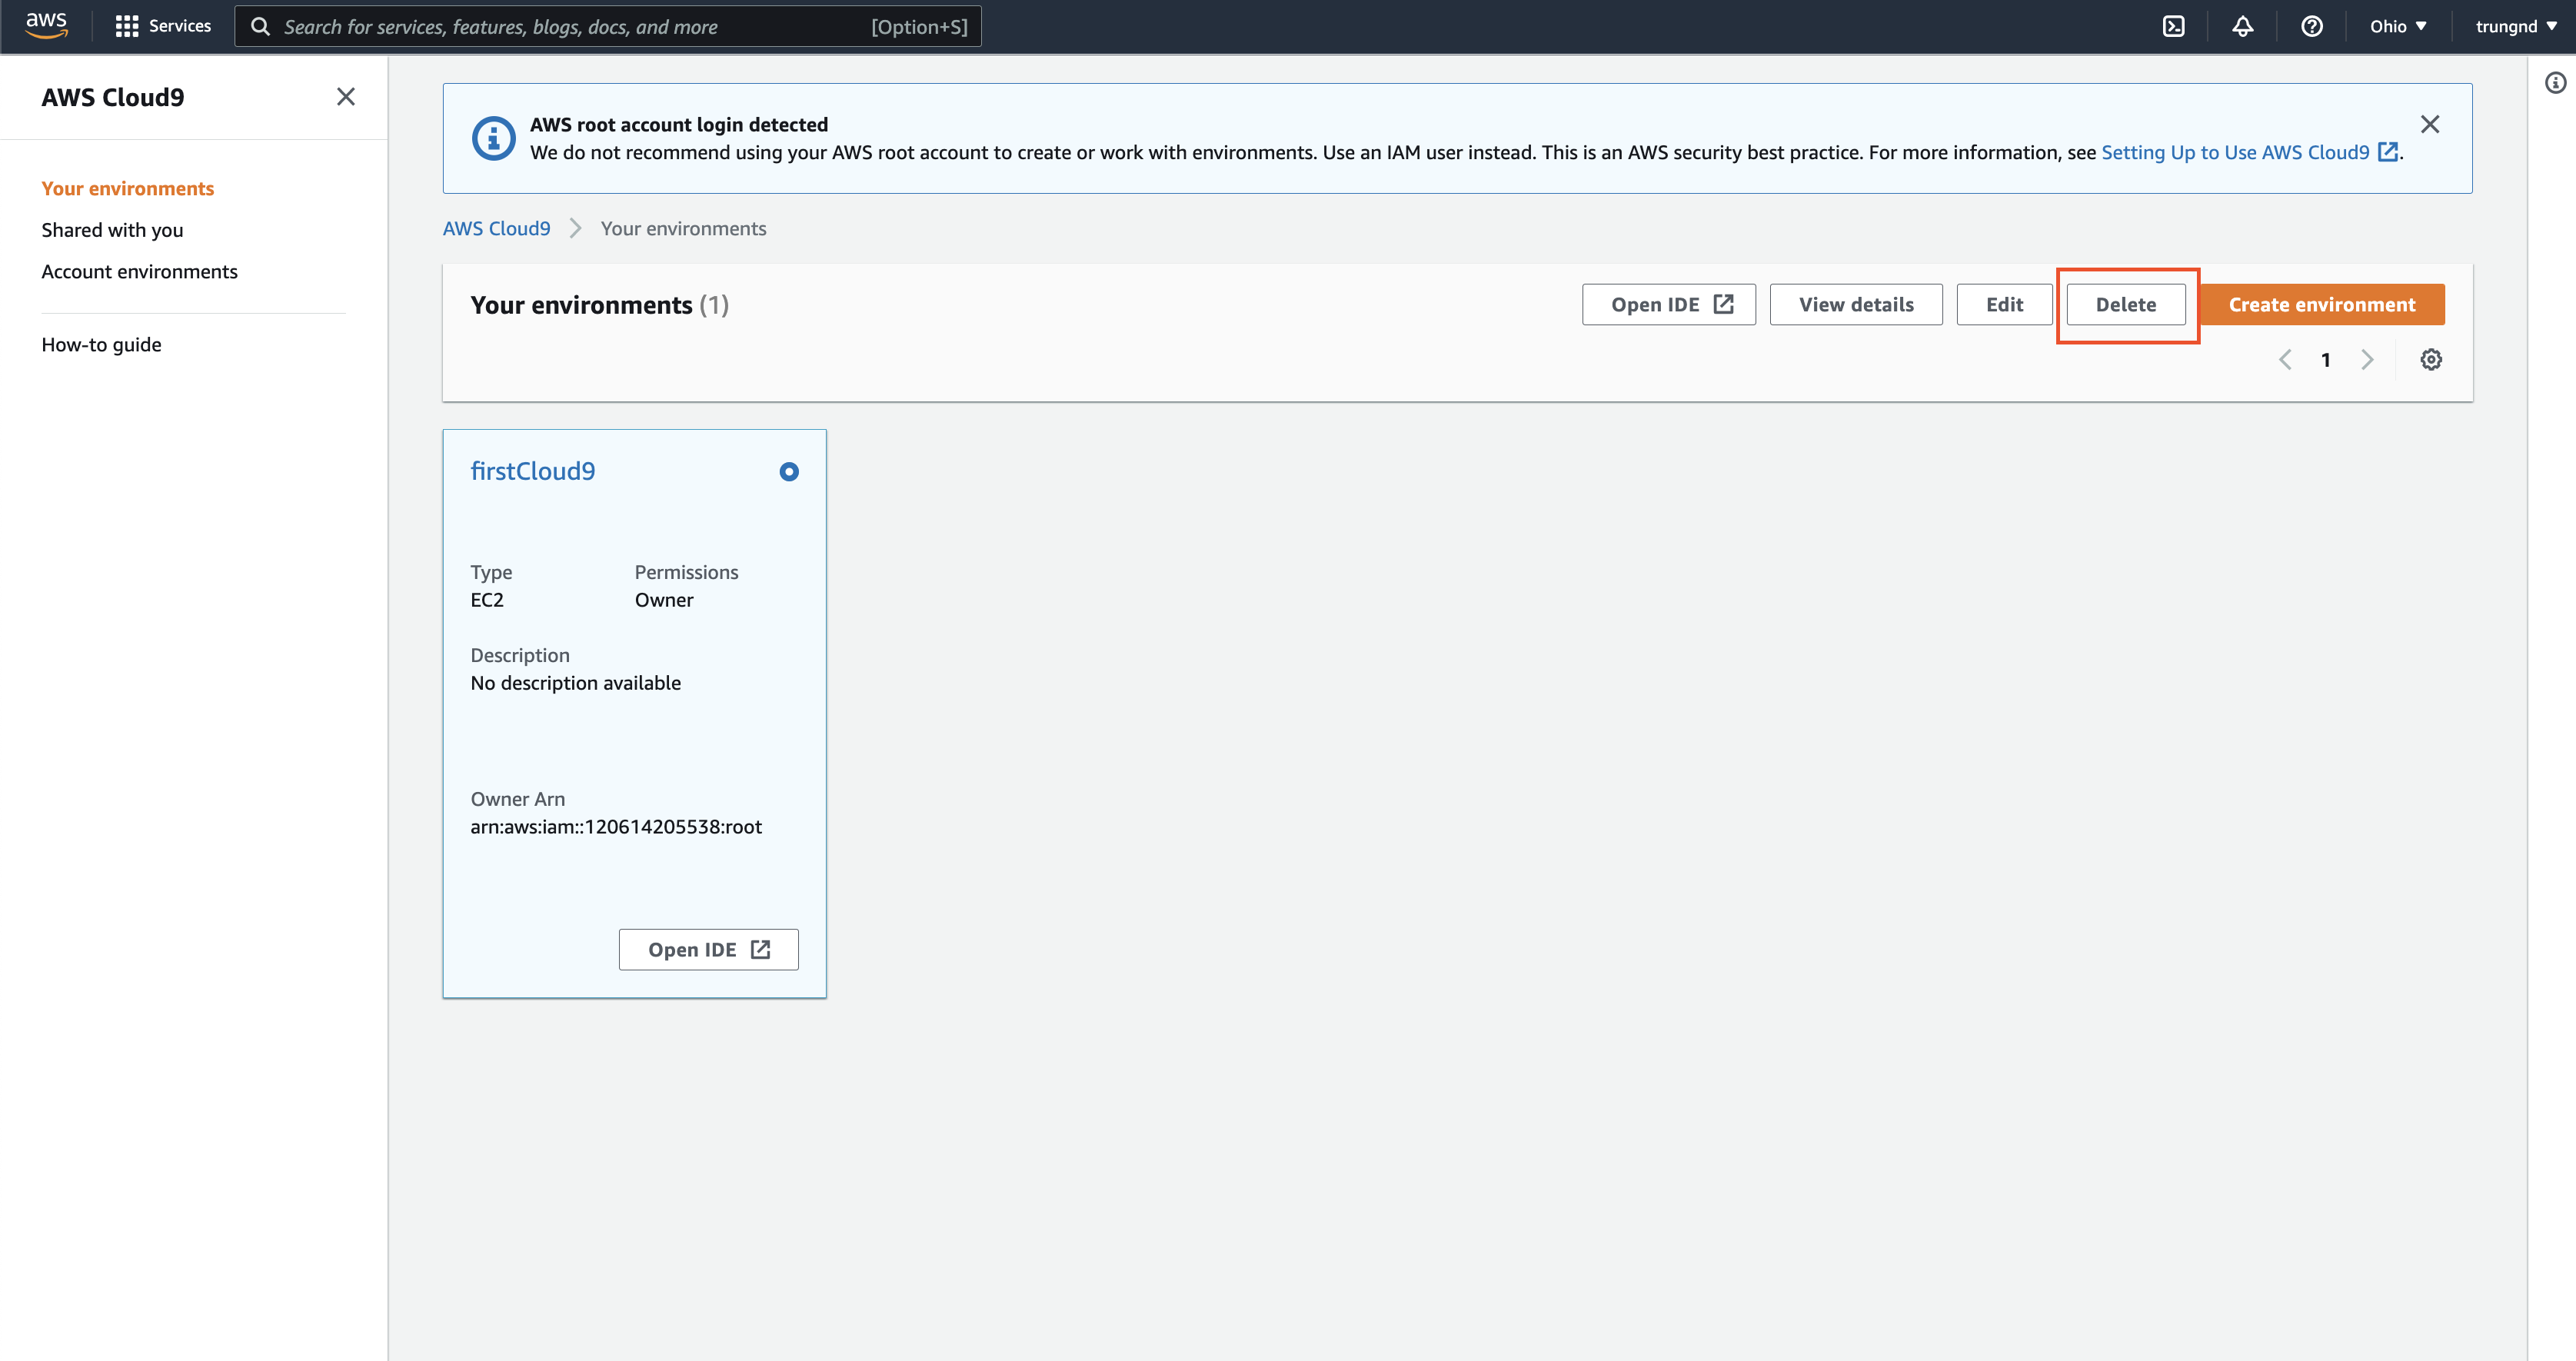 aws
Services
Search for services, features, blogs, docs, and more
[Option+S]
Ohio
trungnd
AWS Cloud9
Your environments
Shared with you
Account environments
How-to guide
AWS root account login detected
We do not recommend using your AWS root account to create or work with environments. Use an IAM user instead. This is an AWS security best practice. For more information, see Setting Up to Use AWS Cloud9.
AWS Cloud9 Your environments
Your environments (1)
Open IDE
View details
Edit
Delete
Create environment
1
firstCloud9
Type Permissions
EC2 Owner
Description
No description available
Owner Arn
arn:aws:iam::120614205538:root
Open IDE